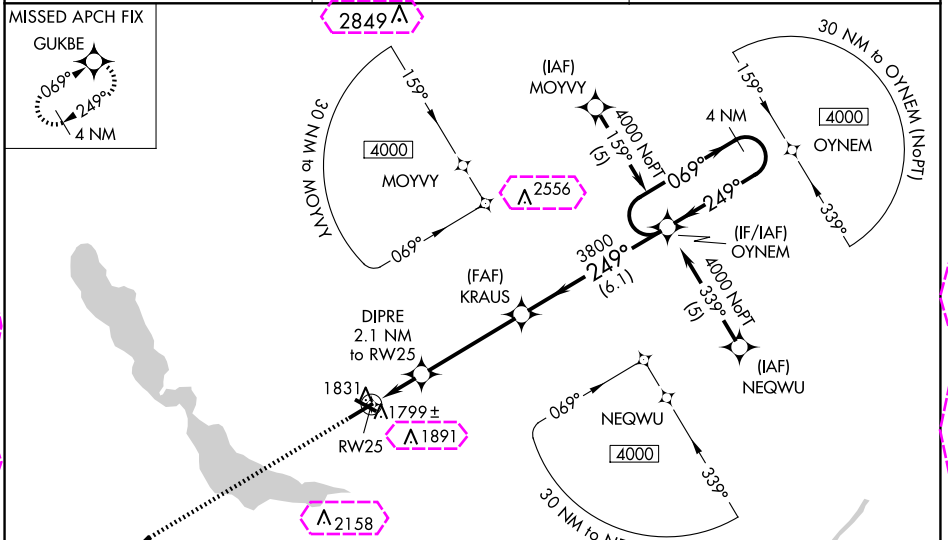 MISSED APCH FIX
GUKBE
069°
249°
4 NM
2849
159°
30 NM to MOYVY
4000
MOYVY
069°
(IAF)
MOYVY
4000 NoPT
159°
(5)
2556
4 NM
069°
249°
30 NM to OYNEM (NoPT)
159°
4000
OYNEM
339°
(IF/IAF)
OYNEM
3800
249°
(6.1)
4000 NoPT
339°
(5)
(IAF)
NEQWU
(FAF)
KRAUS
DIPRE
2.1 NM
to RW25
1831
1799 ±
RW25
1891
2158
069°
NEQWU
4000
339°
30 NM to